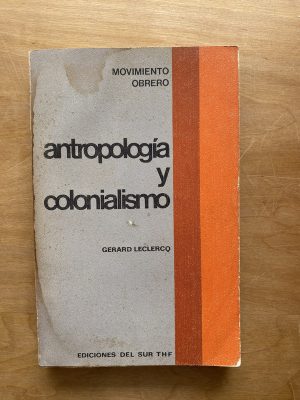 MOVIMIENTO
OBRERO
antropología
y
colonialismo
GERARD LECLERCQ
EDICIONES DEL SUR THF